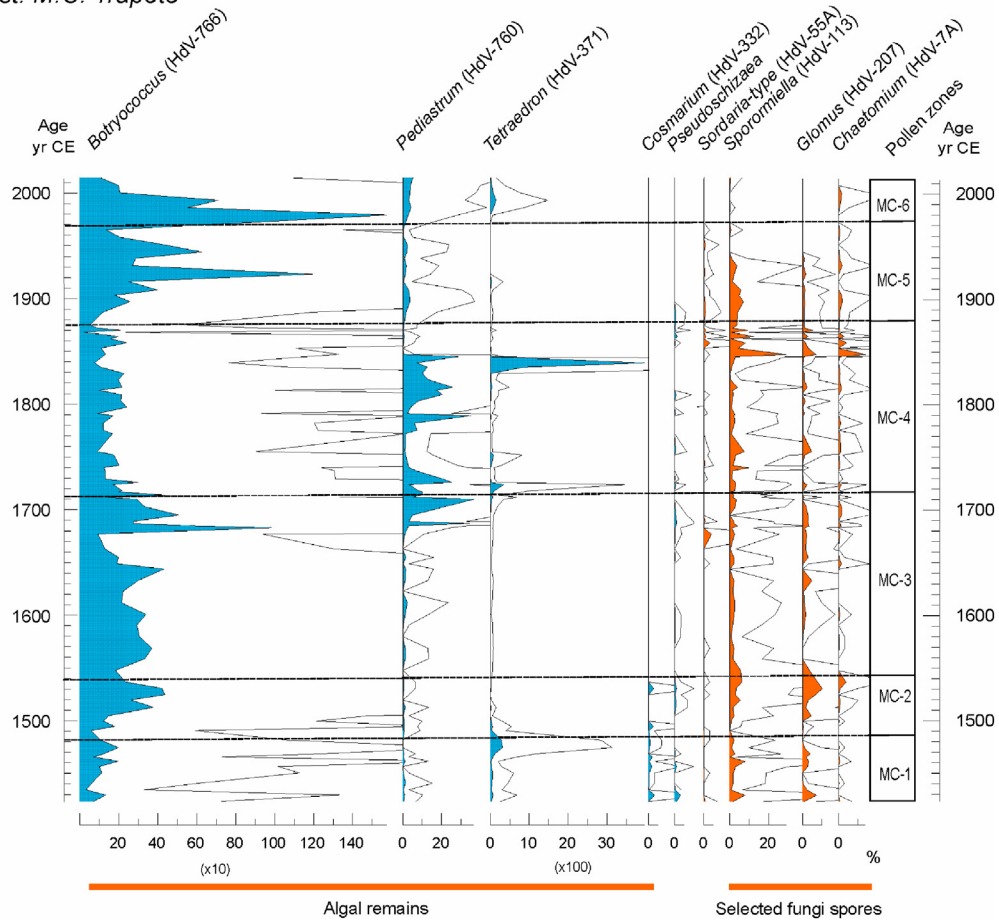 Botryococcus (HdV-766)
Pediastrum (HdV-760)
Tetraedron (HdV-371)
Cosmarium (HdV-332)
Pseudoschizaea
Sordaria-type (HdV-55A)
Sporormiella (HdV-113)
Glomus (HdV-207)
Chaetomium (HdV-7A)
Pollen zones
Age
yr CE
Age
yr CE
2000
1900
1800
1700
1600
1500
MC-6
MC-5
MC-4
MC-3
MC-2
MC-1
2000
1900
1800
1700
1600
1500
20 40 60 80 100 120 140 0 0 10 20 30 0 0 0 0 20 0 0
(x10) (x100) %
Algal remains Selected fungi spores